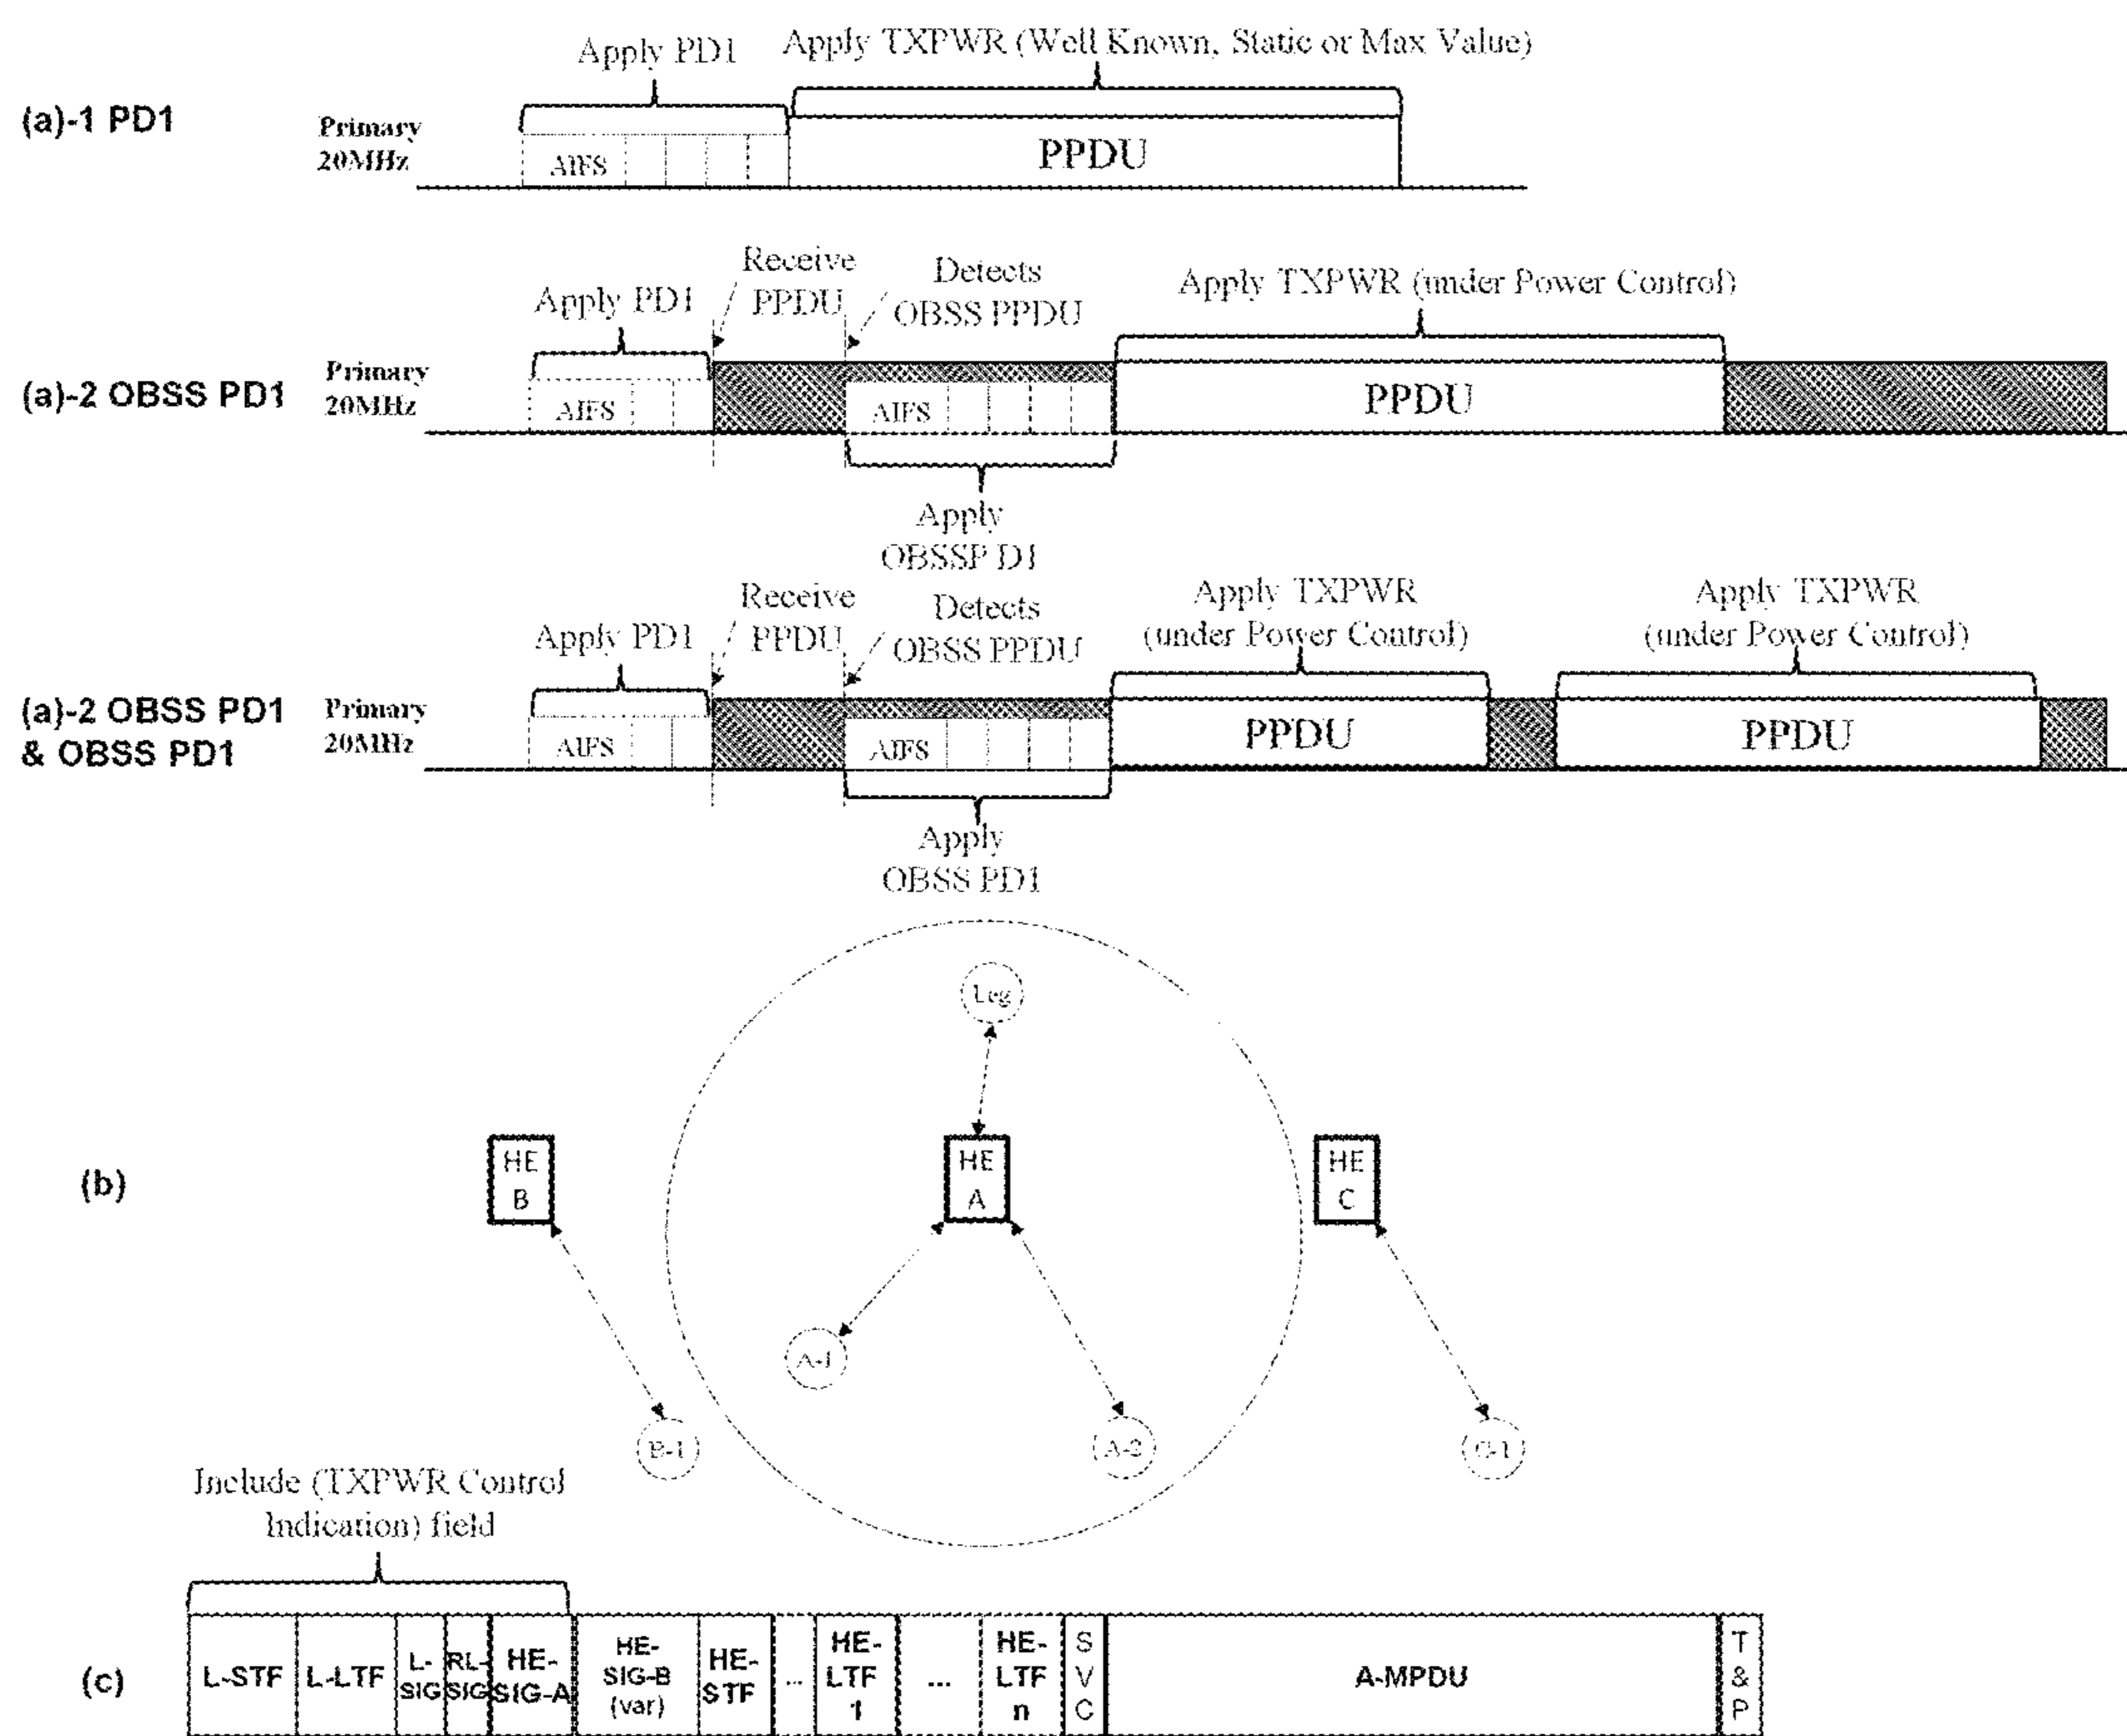 Apply PD1
Apply TXPWR (Well Known, Static or Max Value)
(a)-1 PD1
Primary
20MHz
AIFS
PPDU
Receive
PPDU
Detects
OBSS PPDU
Apply PD1
Apply TXPWR (under Power Control)
(a)-2 OBSS PD1
Primary
20MHz
AIFS
AIFS
PPDU
Apply
OBSSP D1
Receive
PPDU
Detects
OBSS PPDU
Apply PD1
Apply TXPWR
(under Power Control)
Apply TXPWR
(under Power Control)
(a)-2 OBSS PD1
& OBSS PD1
Primary
20MHz
AIFS
AIFS
PPDU
PPDU
Apply
OBSS PD1
Leg
(b)
HE
B
HE
A
HE
C
A-1
B-1
A-2
C-1
Include (TXPWR Control
Indication) field
(c)
L-STF
L-LTF
L-
SIG
RL-
SIG
HE-
SIG-A
HE-
SIG-B
(var)
HE-
STF
...
HE-
LTF
1
...
HE-
LTF
n
S
V
C
A-MPDU
T
&
P